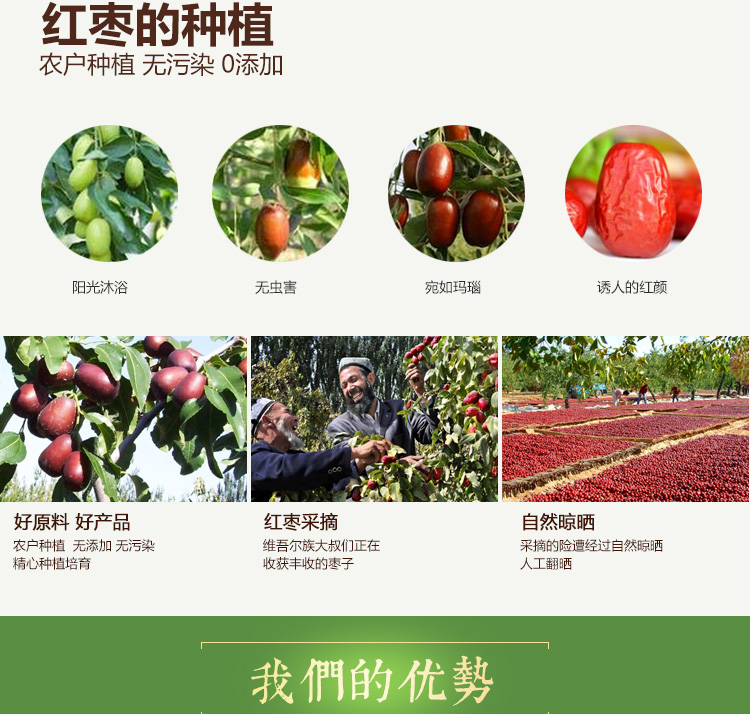 红枣的种植
农户种植 无污染 0添加
阳光沐浴
无虫害
宛如玛瑙
诱人的红颜
好原料 好产品
农户种植 无添加 无污染
精心种植培育
红枣采摘
维吾尔族大叔们正在
收获丰收的枣子
自然晾晒
采摘的险遭经过自然晾晒
人工翻晒
我們的优勢